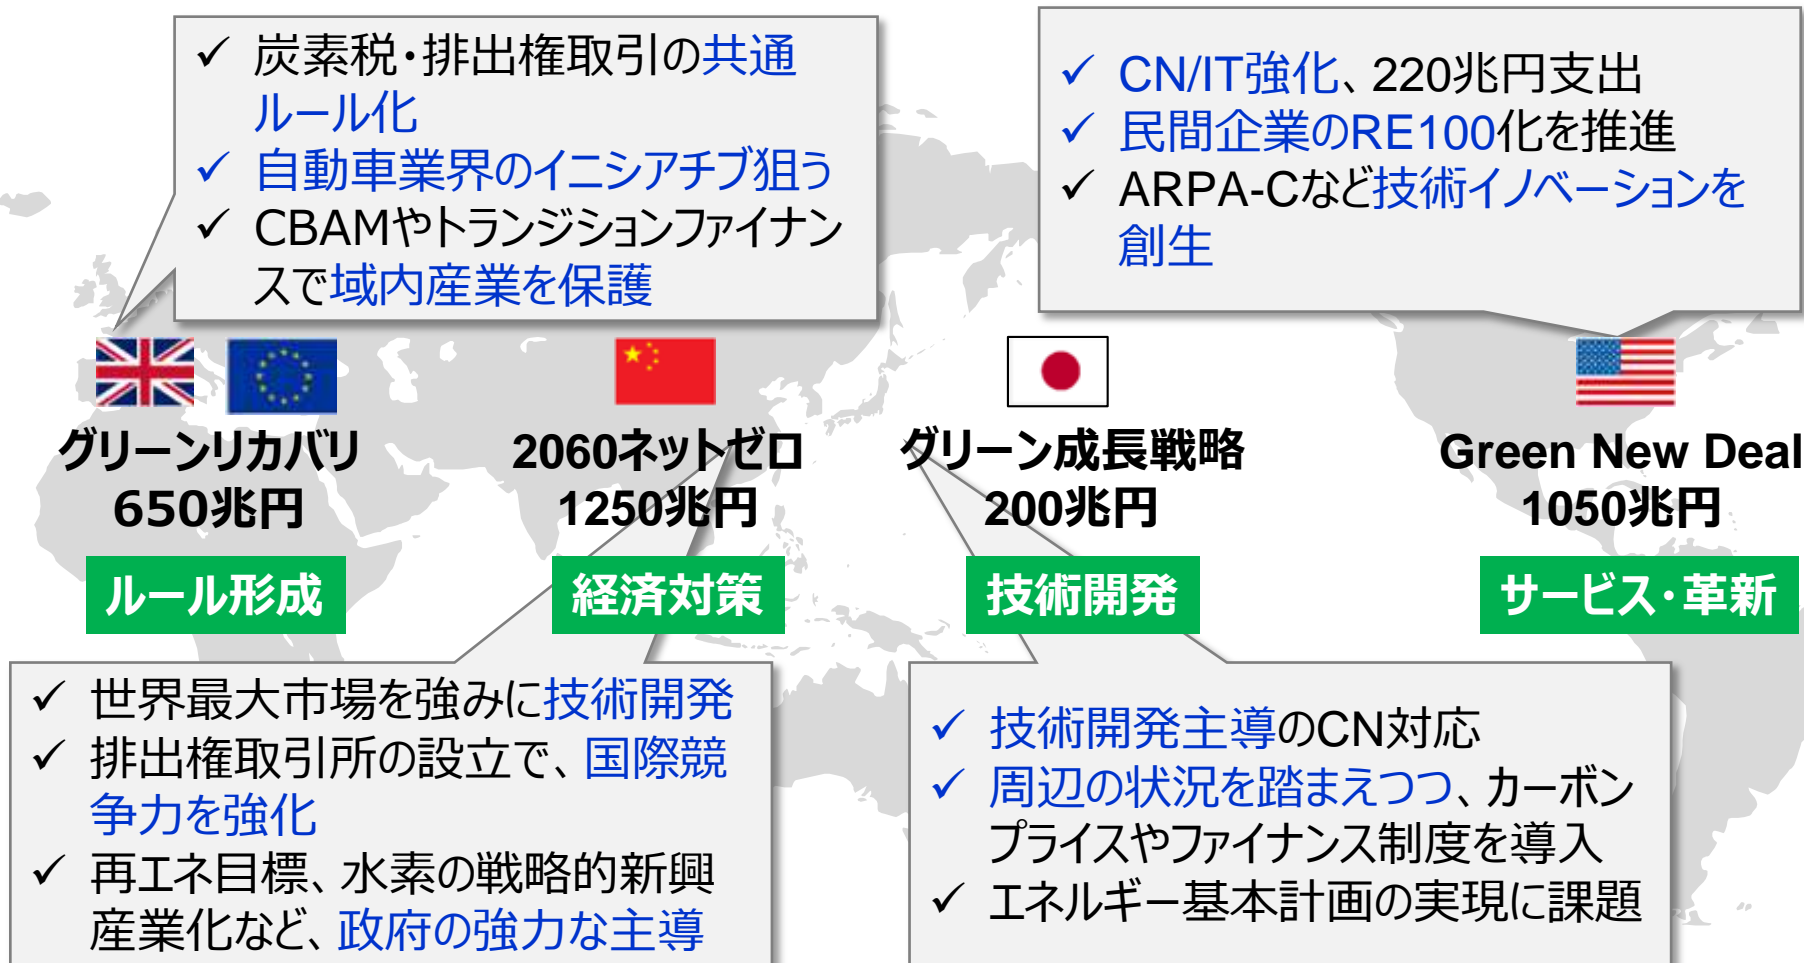 炭素税・排出権取引の共通
ルール化
自動車業界のイニシアチブ狙う
CBAMやトランジションファイナン
スで域内産業を保護
CN/IT強化、220兆円支出
民間企業のRE100化を推進
ARPA-Cなど技術イノベーションを
創生
グリーンリカバリ
650兆円
ルール形成
2060ネットゼロ
1250兆円
経済対策
グリーン成長戦略
200兆円
技術開発
Green New Deal
1050兆円
サービス・革新
世界最大市場を強みに技術開発
排出権取引所の設立で、国際競
争力を強化
再エネ目標、水素の戦略的新興
産業化など、政府の強力な主導
技術開発主導のCN対応
周辺の状況を踏まえつつ、カーボン
プライスやファイナンス制度を導入
エネルギー基本計画の実現に課題